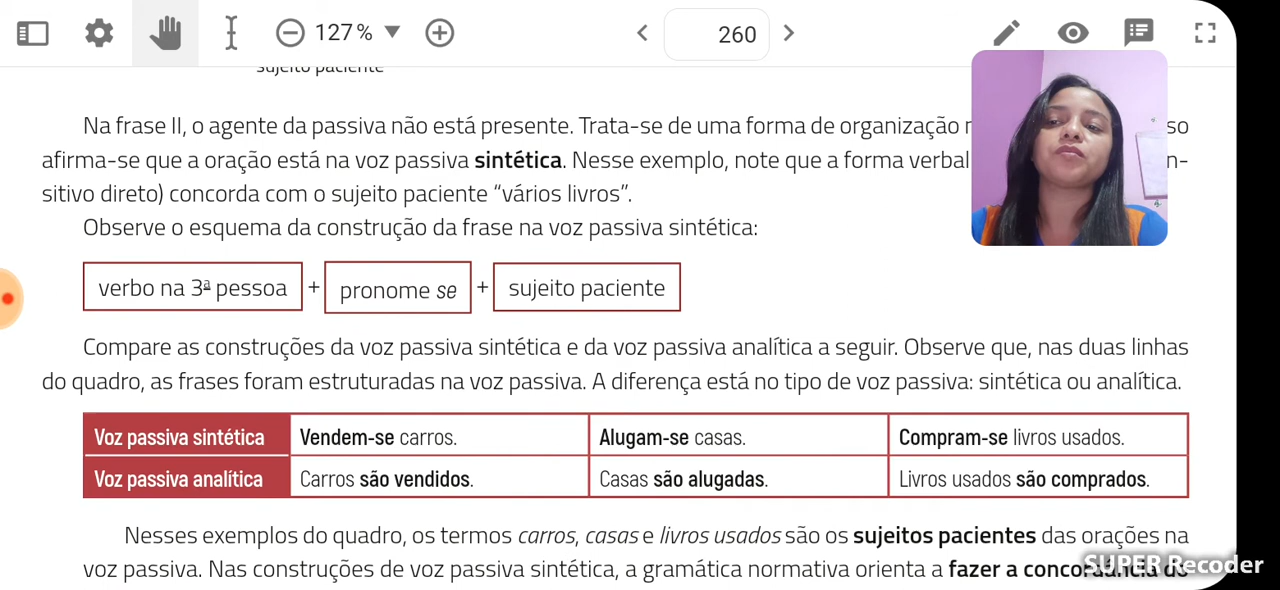 127%
260
sujeito paciente
Na frase II, o agente da passiva não está presente. Trata-se de uma forma de organização
so
afirma-se que a oração está na voz passiva sintética. Nesse exemplo, note que a forma verbal
n-
sitivo direto) concorda com o sujeito paciente “vários livros”.
Observe o esquema da construção da frase na voz passiva sintética:
verbo na 3ª pessoa + pronome se + sujeito paciente
Compare as construções da voz passiva sintética e da voz passiva analítica a seguir. Observe que, nas duas linhas
do quadro, as frases foram estruturadas na voz passiva. A diferença está no tipo de voz passiva: sintética ou analítica.
Voz passiva sintética Vendem-se carros. Alugam-se casas. Compram-se livros usados.
Voz passiva analítica Carros são vendidos. Casas são alugadas. Livros usados são comprados.
Nesses exemplos do quadro, os termos carros, casas e livros usados são os sujeitos pacientes das orações na
voz passiva. Nas construções de voz passiva sintética, a gramática normativa orienta a fazer a concordância do
SUPER Recoder